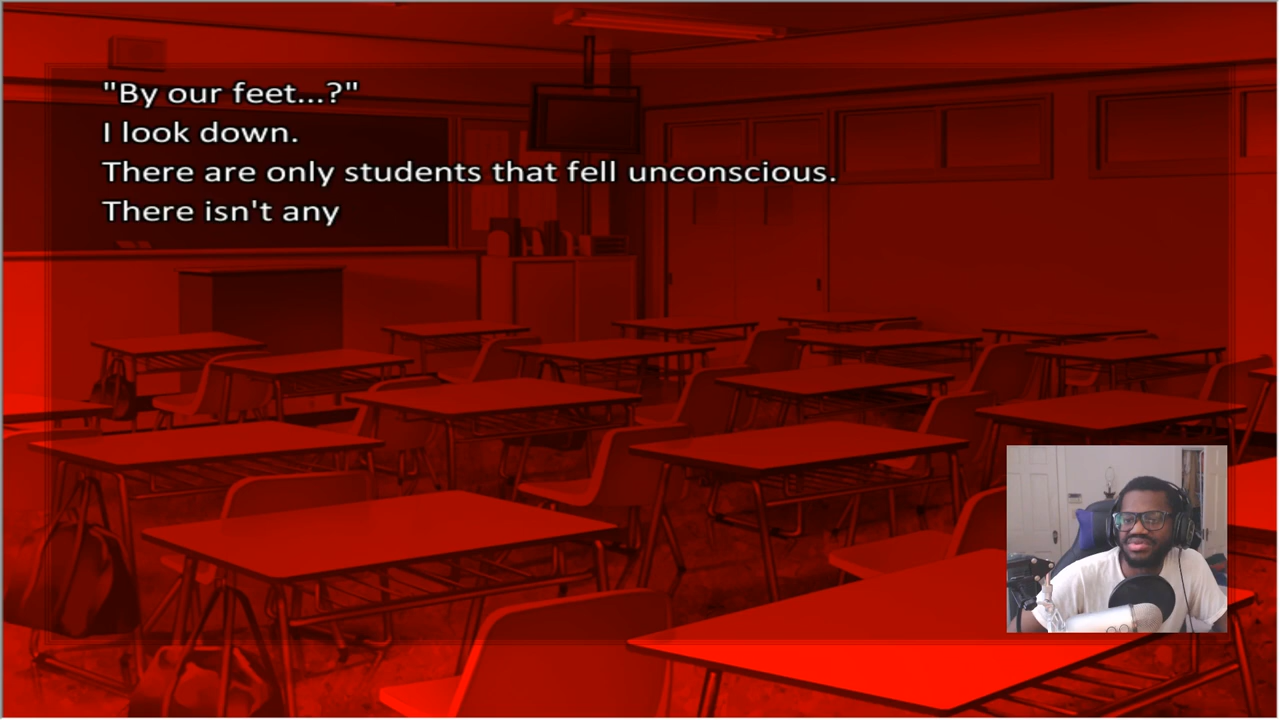 "By our feet...?"
I look down.
There are only students that fell unconscious.
There isn't any